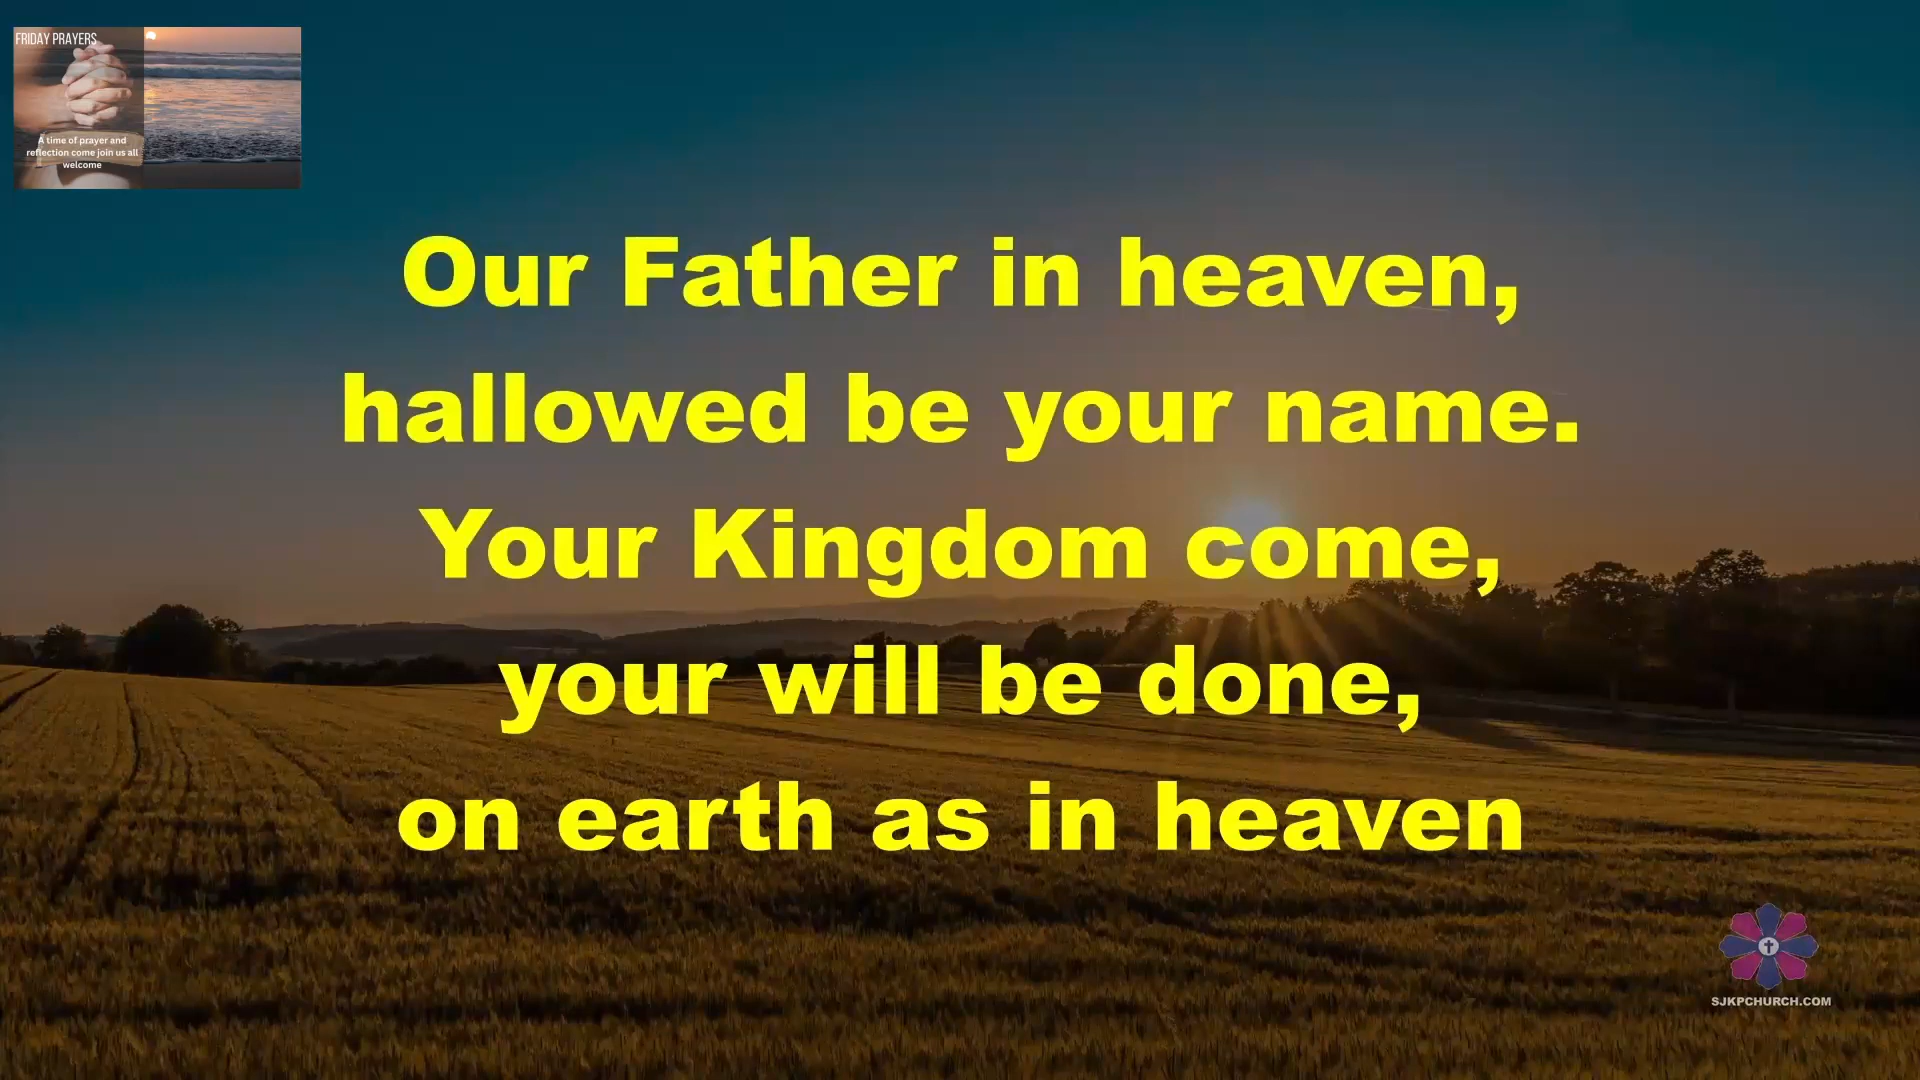 FRIDAY PRAYERS
A time of prayer and
reflection come join us all
welcome
Our Father in heaven,
hallowed be your name.
Your Kingdom come,
your will be done,
on earth as in heaven
SJKPCHURCH.COM